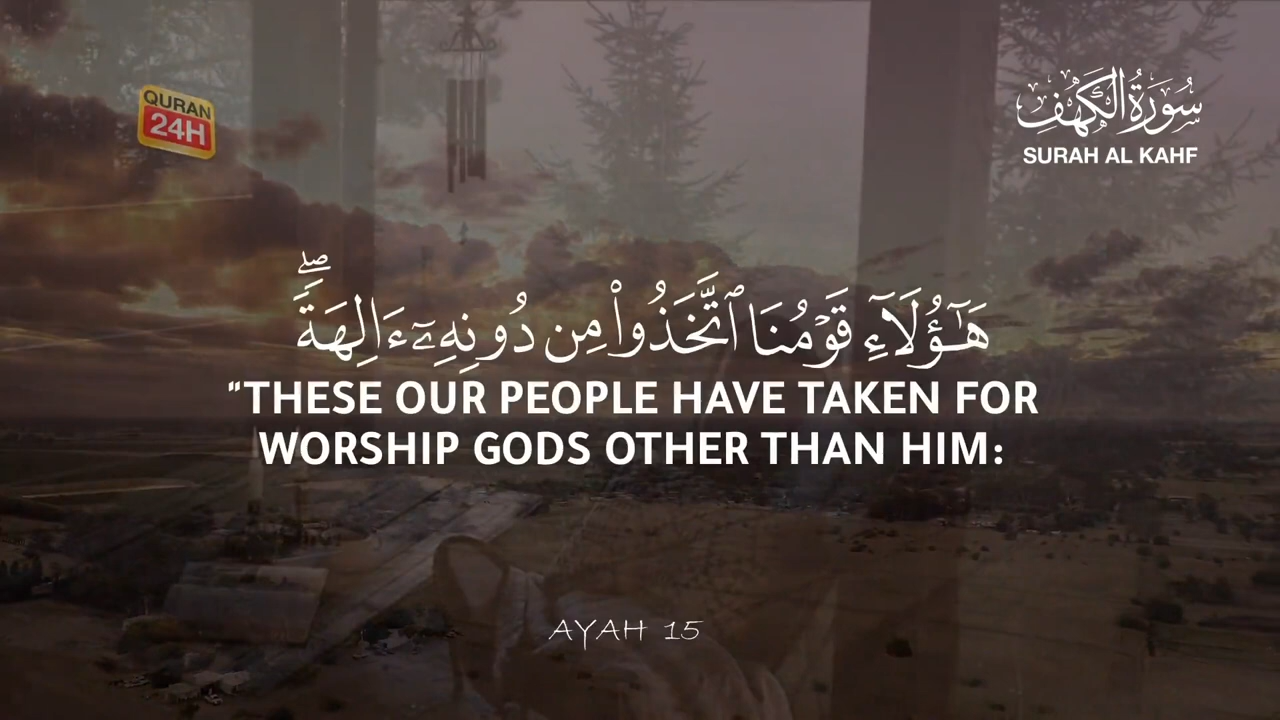 QURAN
24H
سُورَةُ الكَهْفِ
SURAH AL KAHF
هَٰٓؤُلَآءِ قَوْمُنَا ٱتَّخَذُوا۟ مِن دُونِهِۦٓ ءَالِهَةًۖ
"THESE OUR PEOPLE HAVE TAKEN FOR
WORSHIP GODS OTHER THAN HIM:
AYAH 15